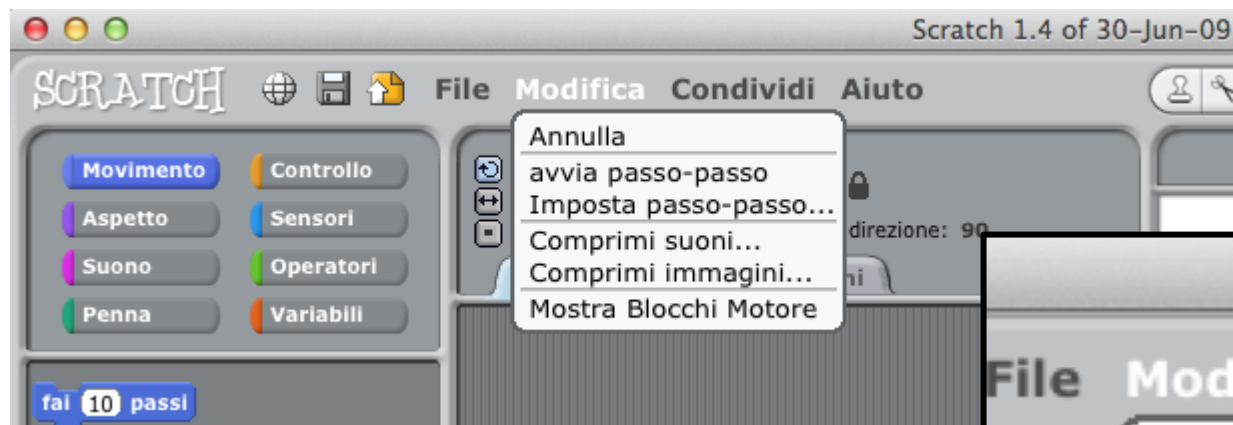 Scratch 1.4 of 30-Jun-09
SCRATCH File Modifica Condividi Aiuto
Annulla
avvia passo-passo
Imposta passo-passo...
Comprimi suoni...
Comprimi immagini...
Mostra Blocchi Motore
Movimento Controllo
Aspetto Sensori
Suono Operatori
Penna Variabili
direzione: 90
ni
fai 10 passi
File Mod